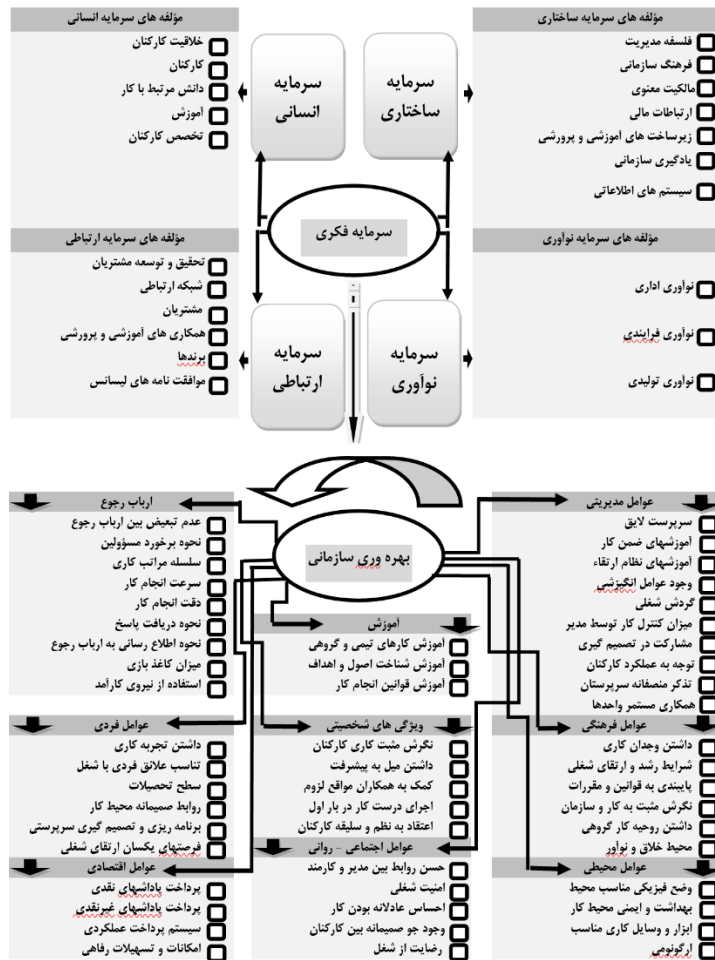 مؤلفه های سرمایه ساختاری
فلسفه مدیریت
فرهنگ سازمانی
مالکیت معنوی
ارتباطات مالی
زیرساخت های آموزشی و پرورشی
یادگیری سازمانی
سیستم های اطلاعاتی
سرمایه
ساختاری
سرمایه
انسانی
مؤلفه های سرمایه انسانی
خلاقیت کارکنان
کارکنان
دانش مرتبط با کار
آموزش
تخصص کارکنان
سرمایه فکری
مؤلفه های سرمایه نوآوری
نوآوری اداری
نوآوری فرایندی
نوآوری تولیدی
سرمایه
نوآوری
سرمایه
ارتباطی
مؤلفه های سرمایه ارتباطی
تحقیق و توسعه مشتریان
شبکه ارتباطی
مشتریان
همکاری های آموزشی و پرورشی
برندها
موافقت نامه های لیسانس
بهره وری سازمانی
عوامل مدیریتی
سرپرست لایق
آموزشهای ضمن کار
آموزشهای نظام ارتقاء
وجود عوامل انگیزشی
گردش شغلی
میزان کنترل کار توسط مدیر
مشارکت در تصمیم گیری
توجه به عملکرد کارکنان
تذکر منصفانه سرپرستان
همکاری مستمر واحدها
آموزش
آموزش کارهای تیمی و گروهی
آموزش شناخت اصول و اهداف
آموزش قوانین انجام کار
ارباب رجوع
عدم تبعیض بین ارباب رجوع
نحوه برخورد مسؤولین
سلسله مراتب کاری
سرعت انجام کار
دقت انجام کار
نحوه دریافت پاسخ
نحوه اطلاع رسانی به ارباب رجوع
میزان کاغذ بازی
استفاده از نیروی کارآمد
عوامل فرهنگی
داشتن وجدان کاری
شرایط رشد و ارتقای شغلی
پایبندی به قوانین و مقررات
نگرش مثبت به کار و سازمان
داشتن روحیه کار گروهی
محیط خلاق و نوآور
ویژگی های شخصیتی
نگرش مثبت کاری کارکنان
داشتن میل به پیشرفت
کمک به همکاران مواقع لزوم
اجرای درست کار در بار اول
اعتقاد به نظم و سلیقه کارکنان
عوامل فردی
داشتن تجربه کاری
تناسب علائق فردی با شغل
سطح تحصیلات
روابط صمیمانه محیط کار
برنامه ریزی و تصمیم گیری سرپرستی
فرصتهای یکسان ارتقای شغلی
عوامل محیطی
وضع فیزیکی مناسب محیط
بهداشت و ایمنی محیط کار
ابزار و وسایل کاری مناسب
ارگونومی
عوامل اجتماعی – روانی
حسن روابط بین مدیر و کارمند
امنیت شغلی
احساس عادلانه بودن کار
وجود جو صمیمانه بین کارکنان
رضایت از شغل
عوامل اقتصادی
پرداخت پاداشهای نقدی
پرداخت پاداشهای غیرنقدی
سیستم پرداخت عملکردی
امکانات و تسهیلات رفاهی